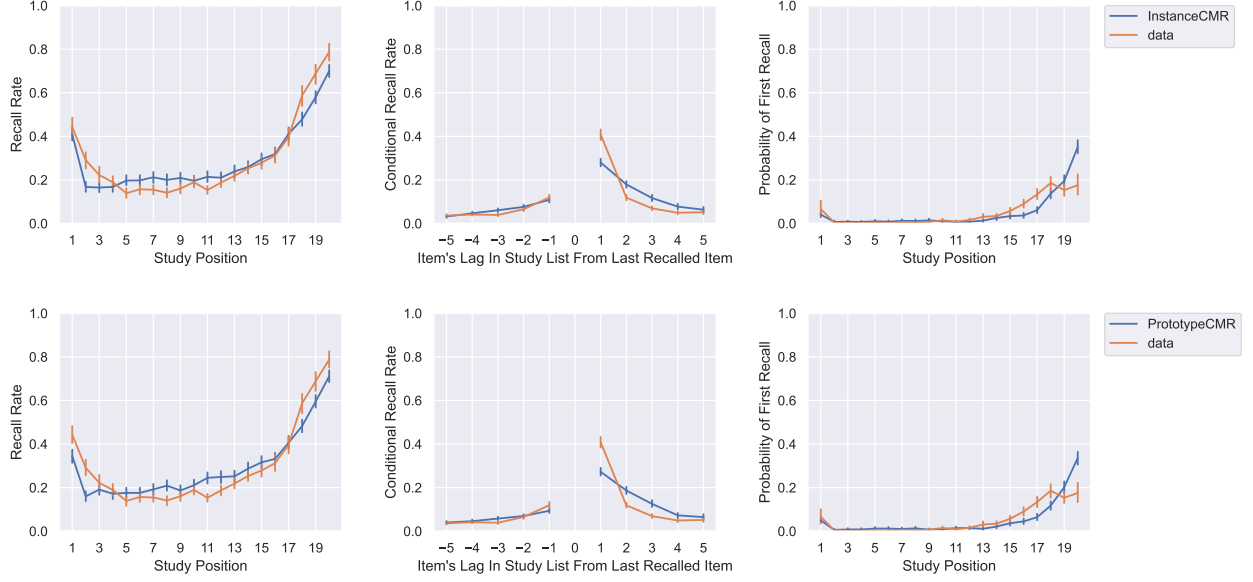 1.0
0.8
0.6
0.4
0.2
0.0
Recall Rate
1 3 5 7 9 11 13 15 17 19
Study Position
1.0
0.8
0.6
0.4
0.2
0.0
Conditional Recall Rate
−5 −4 −3 −2 −1 0 1 2 3 4 5
Item's Lag In Study List From Last Recalled Item
1.0
0.8
0.6
0.4
0.2
0.0
Probability of First Recall
1 3 5 7 9 11 13 15 17 19
Study Position
InstanceCMR
data
1.0
0.8
0.6
0.4
0.2
0.0
Recall Rate
1 3 5 7 9 11 13 15 17 19
Study Position
1.0
0.8
0.6
0.4
0.2
0.0
Conditional Recall Rate
−5 −4 −3 −2 −1 0 1 2 3 4 5
Item's Lag In Study List From Last Recalled Item
1.0
0.8
0.6
0.4
0.2
0.0
Probability of First Recall
1 3 5 7 9 11 13 15 17 19
Study Position
PrototypeCMR
data